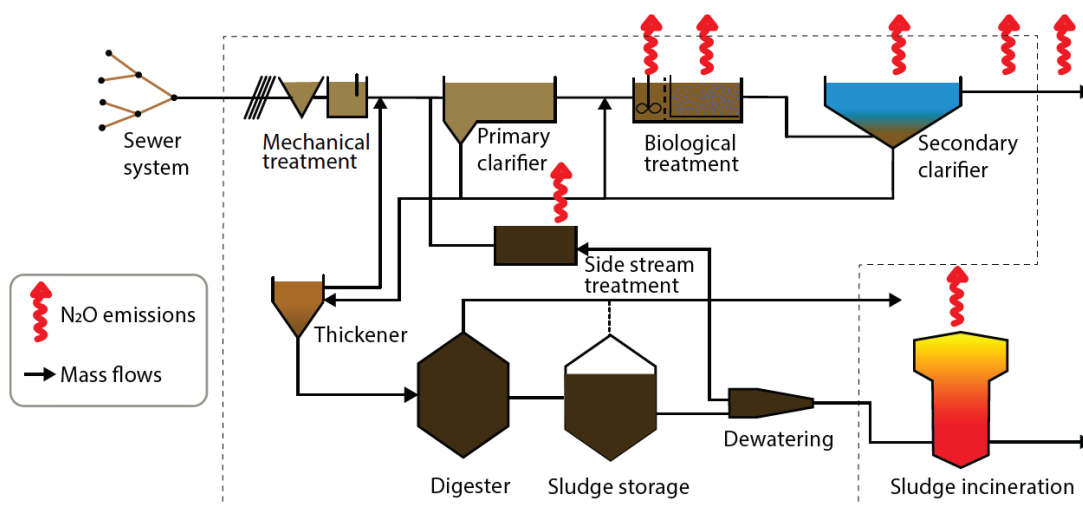 Sewer
system
Mechanical
treatment
Primary
clarifier
Biological
treatment
Secondary
clarifier
Side stream
treatment
N₂O emissions
Mass flows
Thickener
Digester
Sludge storage
Dewatering
Sludge incineration